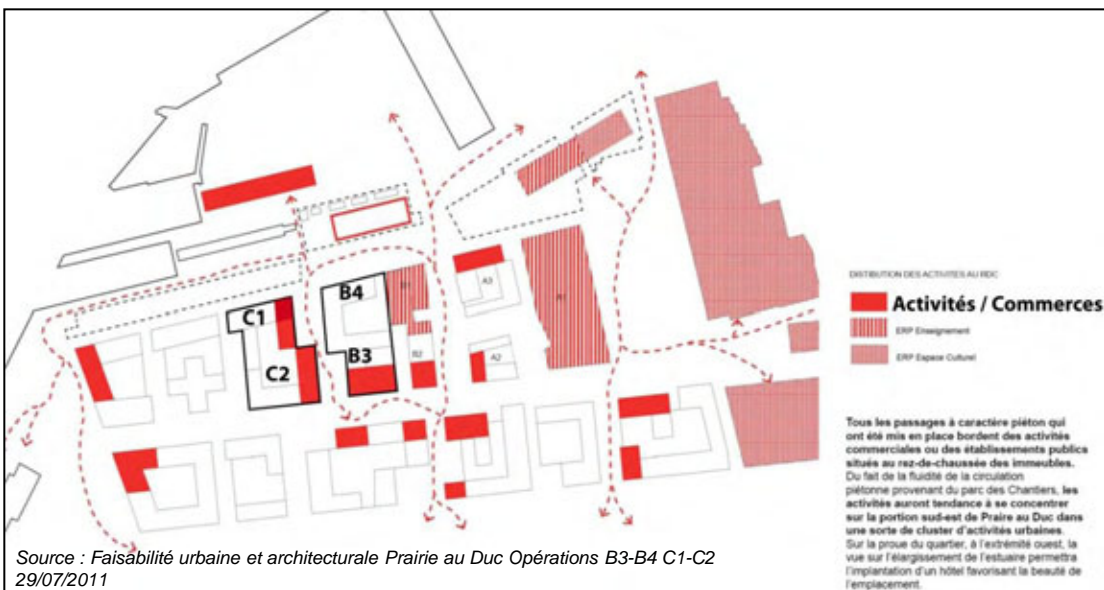 B4
C1
B3
C2
B2
A3
A2
DISTIBUTION DES ACTIVITES AU RDC
Activités / Commerces
ERP Enseignement
ERP Espace Culturel
Tous les passages à caractère piéton qui
ont été mis en place bordent des activités
commerciales ou des établissements publics
situés au rez-de-chaussée des immeubles.
Du fait de la fluidité de la circulation
piétonne provenant du parc des Chantiers, les
activités auront tendance à se concentrer
sur la portion sud-est de Praire au Duc dans
une sorte de cluster d'activités urbaines.
Sur la proue du quartier, à l'extrémité ouest, la
vue sur l'élargissement de l'estuaire permettra
l'implantation d'un hôtel favorisant la beauté de
l'emplacement.
Source : Faisabilité urbaine et architecturale Prairie au Duc Opérations B3-B4 C1-C2
29/07/2011